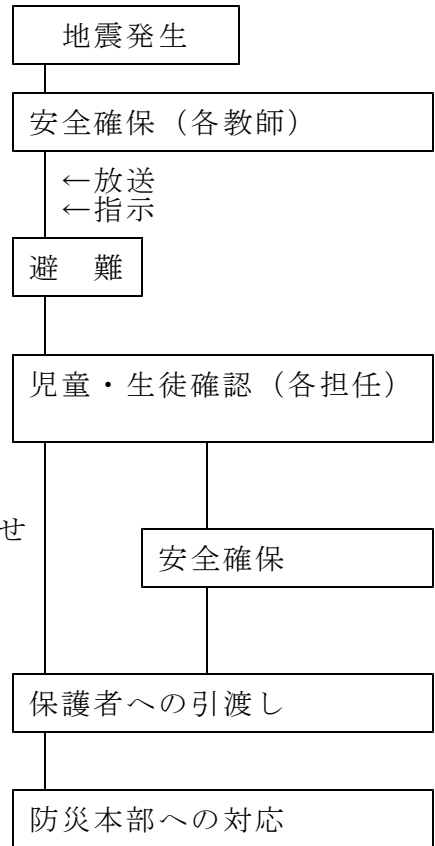 地震発生
安全確保（各教師）
←放送
←指示
避　難
児童・生徒確認（各担任）
せ
安全確保
保護者への引渡し
防災本部への対応